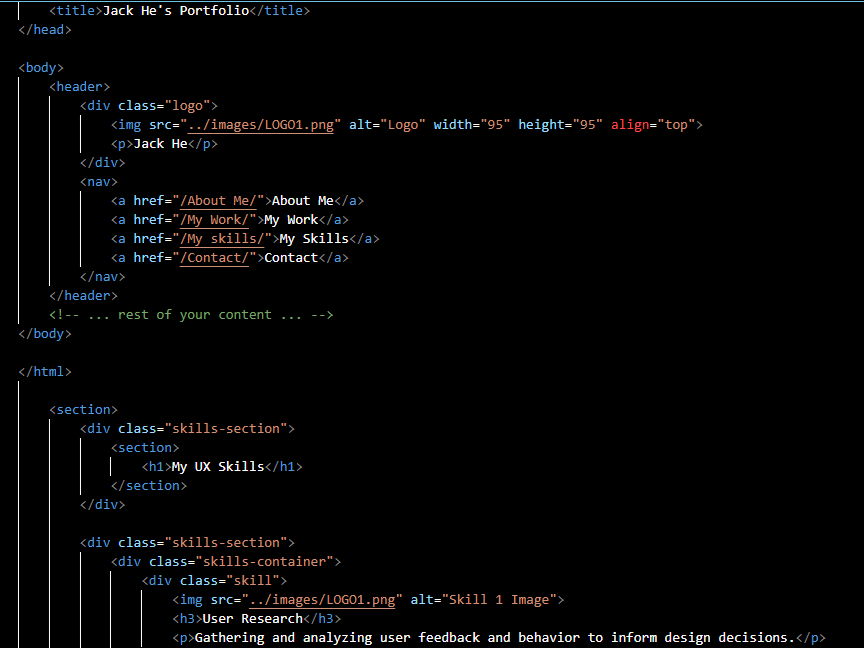 <title>Jack He's Portfolio</title>
</head>
<body>
<header>
<div class="logo">
<img src="../images/LOGO1.png" alt="Logo" width="95" height="95" align="top">
<p>Jack He</p>
</div>
<nav>
<a href="/About Me/">About Me</a>
<a href="/My Work/">My Work</a>
<a href="/My skills/">My Skills</a>
<a href="/Contact/">Contact</a>
</nav>
</header>
<!-- ... rest of your content ... -->
</body>
</html>
<section>
<div class="skills-section">
<section>
<h1>My UX Skills</h1>
</section>
</div>
<div class="skills-section">
<div class="skills-container">
<div class="skill">
<img src="../images/LOGO1.png" alt="Skill 1 Image">
<h3>User Research</h3>
<p>Gathering and analyzing user feedback and behavior to inform design decisions.</p>